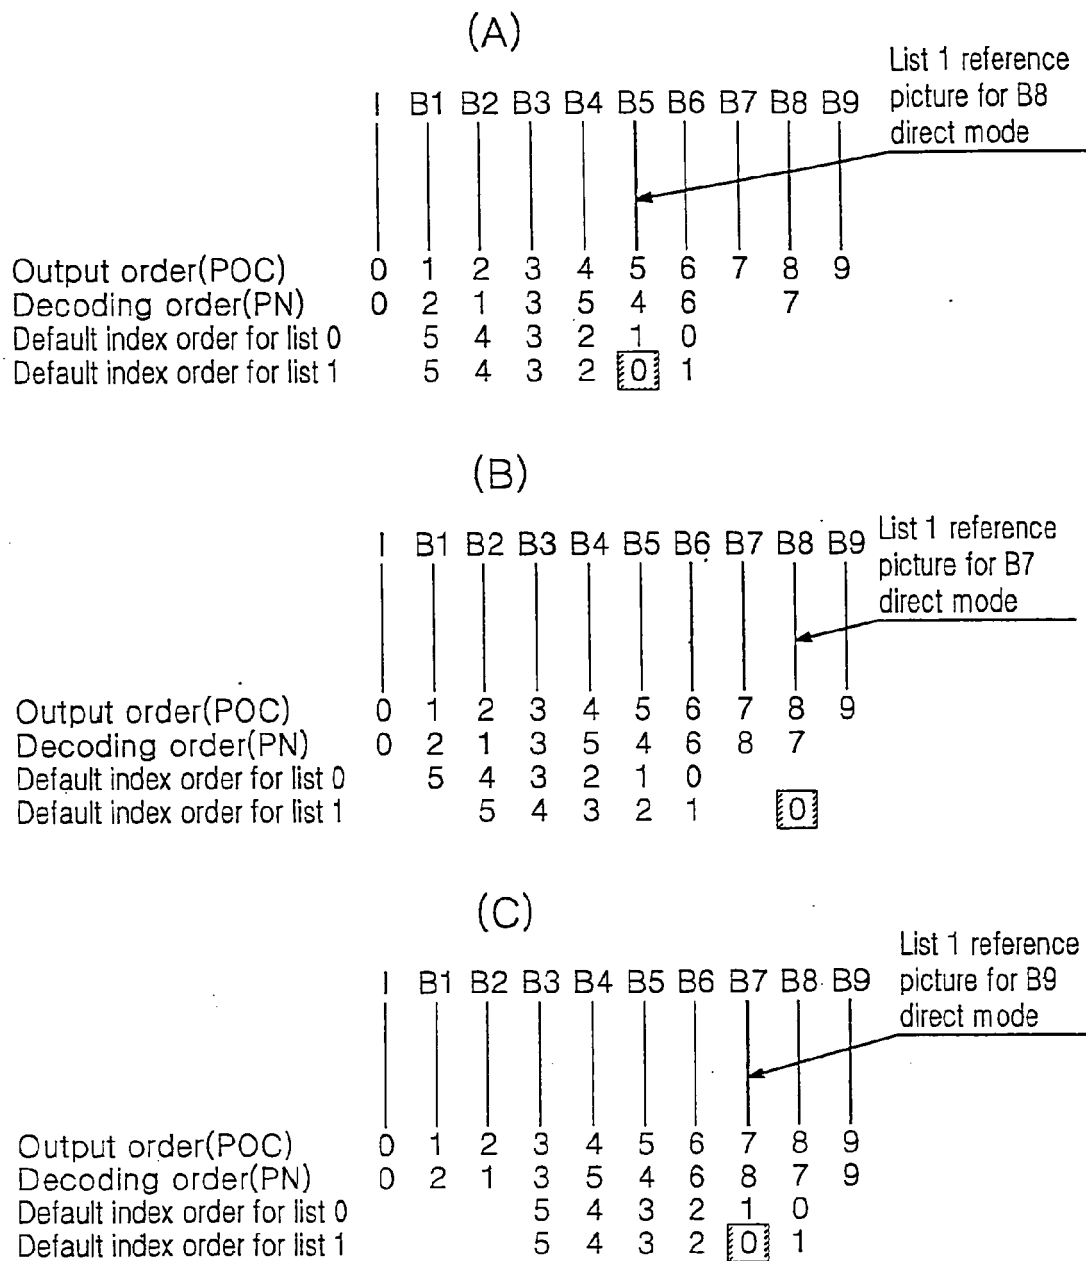 (A)
List 1 reference
picture for B8
direct mode
I B1 B2 B3 B4 B5 B6 B7 B8 B9
Output order(POC) 0 1 2 3 4 5 6 7 8 9
Decoding order(PN) 0 2 1 3 5 4 6 7
Default index order for list 0 5 4 3 2 1 0
Default index order for list 1 5 4 3 2 0 1
(B)
List 1 reference
picture for B7
direct mode
I B1 B2 B3 B4 B5 B6 B7 B8 B9
Output order(POC) 0 1 2 3 4 5 6 7 8 9
Decoding order(PN) 0 2 1 3 5 4 6 8 7
Default index order for list 0 5 4 3 2 1 0
Default index order for list 1 5 4 3 2 1 0
(C)
List 1 reference
picture for B9
direct mode
I B1 B2 B3 B4 B5 B6 B7 B8 B9
Output order(POC) 0 1 2 3 4 5 6 7 8 9
Decoding order(PN) 0 2 1 3 5 4 6 8 7 9
Default index order for list 0 5 4 3 2 1 0
Default index order for list 1 5 4 3 2 0 1